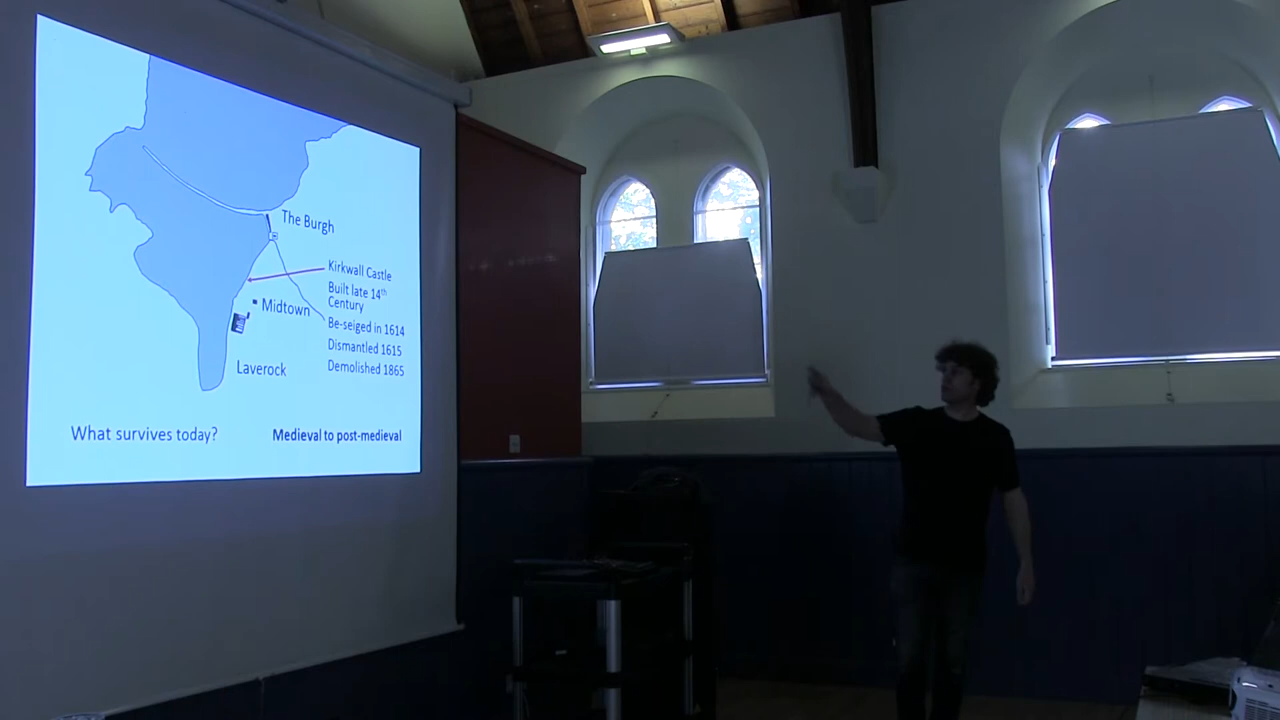 The Burgh
Kirkwall Castle
Built late 14th
Century
Midtown
Be-seiged in 1614
Dismantled 1615
Demolished 1865
Laverock
What survives today?
Medieval to post-medieval